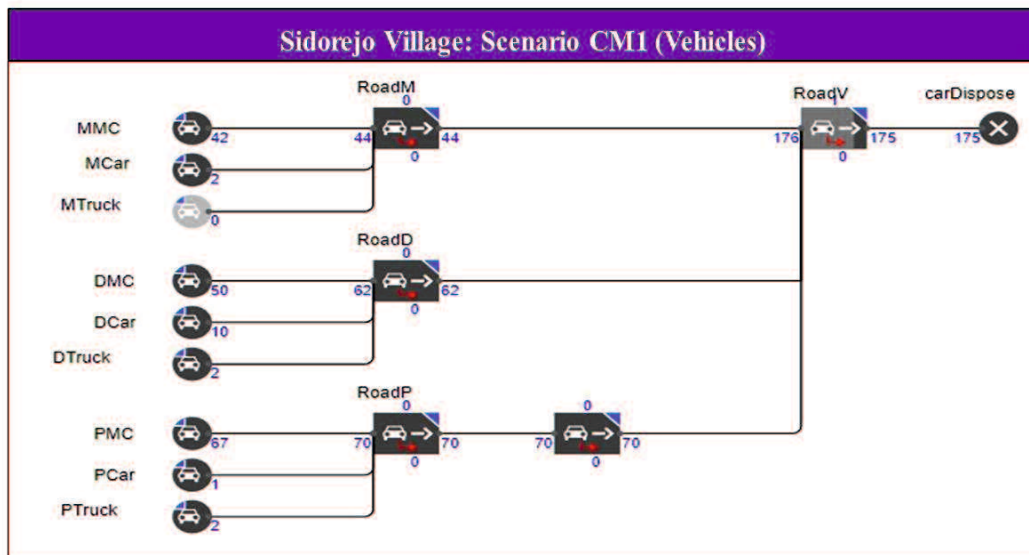 Sidorejo Village: Scenario CM1 (Vehicles)
RoadM
0
MMC 42 44 44
0
MCar 2
MTruck 0
RoadV
1
176 175
0
carDispose
175
RoadD
0
DMC 50 62 62
0
DCar 10
DTruck 2
RoadP
0 0
PMC 67 70 70 70 70
0 0
PCar 1
PTruck 2